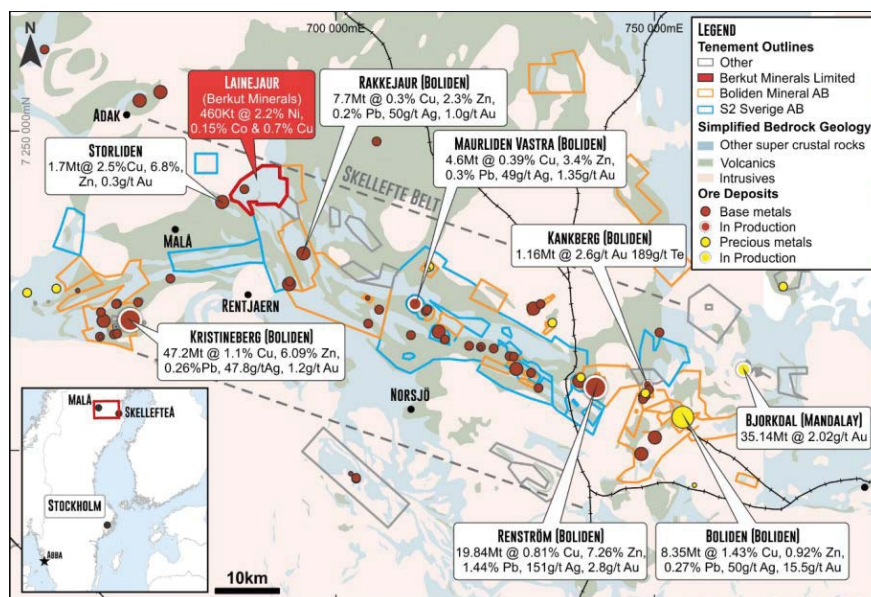 N
700 000mE
750 000mE
7 250 000mN
LEGEND
Tenement Outlines
Other
Berkut Minerals Limited
Boliden Mineral AB
S2 Sverige AB
Simplified Bedrock Geology
Other super crustal rocks
Volcanics
Intrusives
Ore Deposits
Base metals
In Production
Precious metals
In Production
ADAK
LAINEJAUR
(Berkut Minerals)
460Kt @ 2.2% Ni,
0.15% Co & 0.7% Cu
RAKKEJAUR (BOLIDEN)
7.7Mt @ 0.3% Cu, 2.3% Zn,
0.2% Pb, 50g/t Ag, 1.0g/t Au
STORLIDEN
1.7Mt@ 2.5%Cu, 6.8%,
Zn, 0.3g/t Au
MAURLIDEN VASTRA (BOLIDEN)
4.6Mt @ 0.39% Cu, 3.4% Zn,
0.3% Pb, 49g/t Ag, 1.35g/t Au
SKELLEFTE BELT
KANKBERG (BOLIDEN)
1.16Mt @ 2.6g/t Au 189g/t Te
MALÅ
RENTJAERN
KRISTINEBERG (BOLIDEN)
47.2Mt @ 1.1% Cu, 6.09% Zn,
0.26%Pb, 47.8g/tAg, 1.2g/t Au
NORSJÖ
BJORKDAL (MANDALAY)
35.14Mt @ 2.02g/t Au
RENSTRÖM (BOLIDEN)
19.84Mt @ 0.81% Cu, 7.26% Zn,
1.44% Pb, 151g/t Ag, 2.8g/t Au
BOLIDEN (BOLIDEN)
8.35Mt @ 1.43% Cu, 0.92% Zn,
0.27% Pb, 50g/t Ag, 15.5g/t Au
MALÅ
SKELLEFTEÅ
STOCKHOLM
ABBA
10km